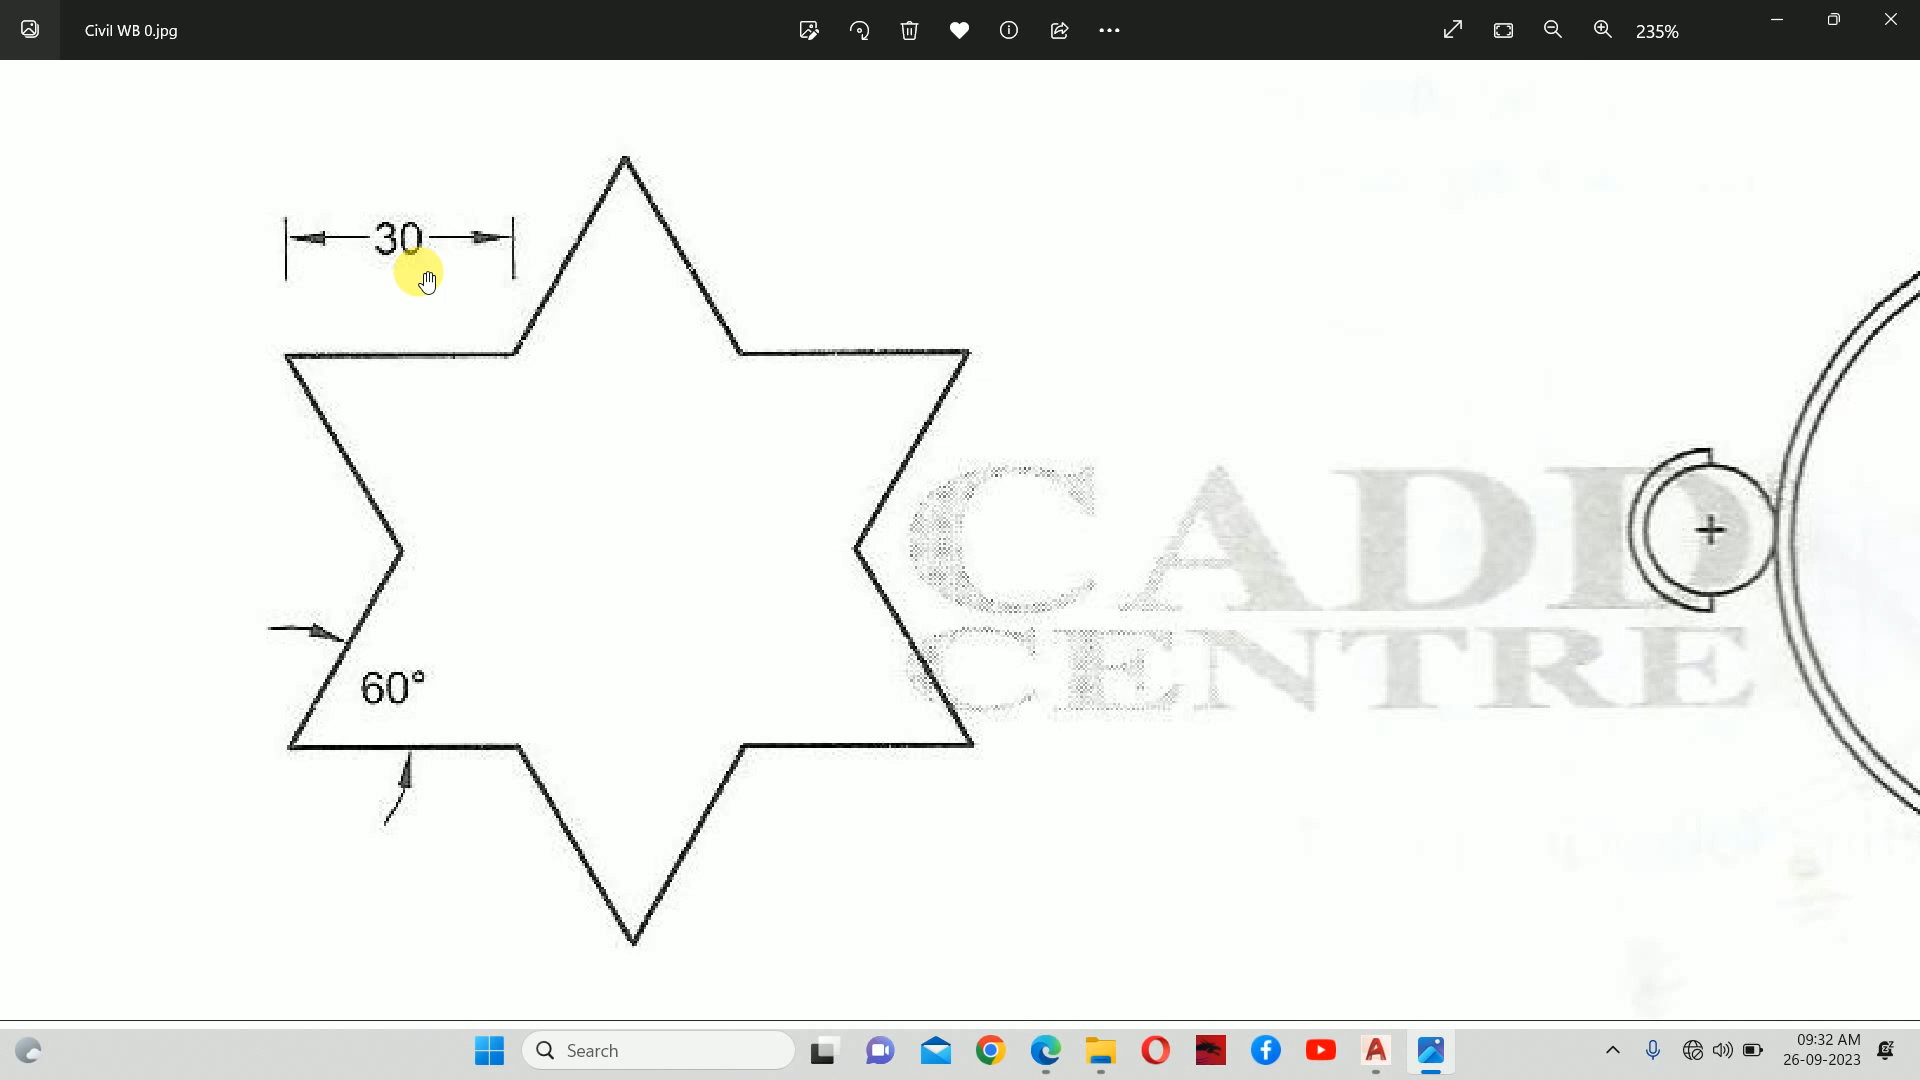 Civil WB 0.jpg
235%
30
60°
CADD
CENTRE
Search
09:32 AM
26-09-2023